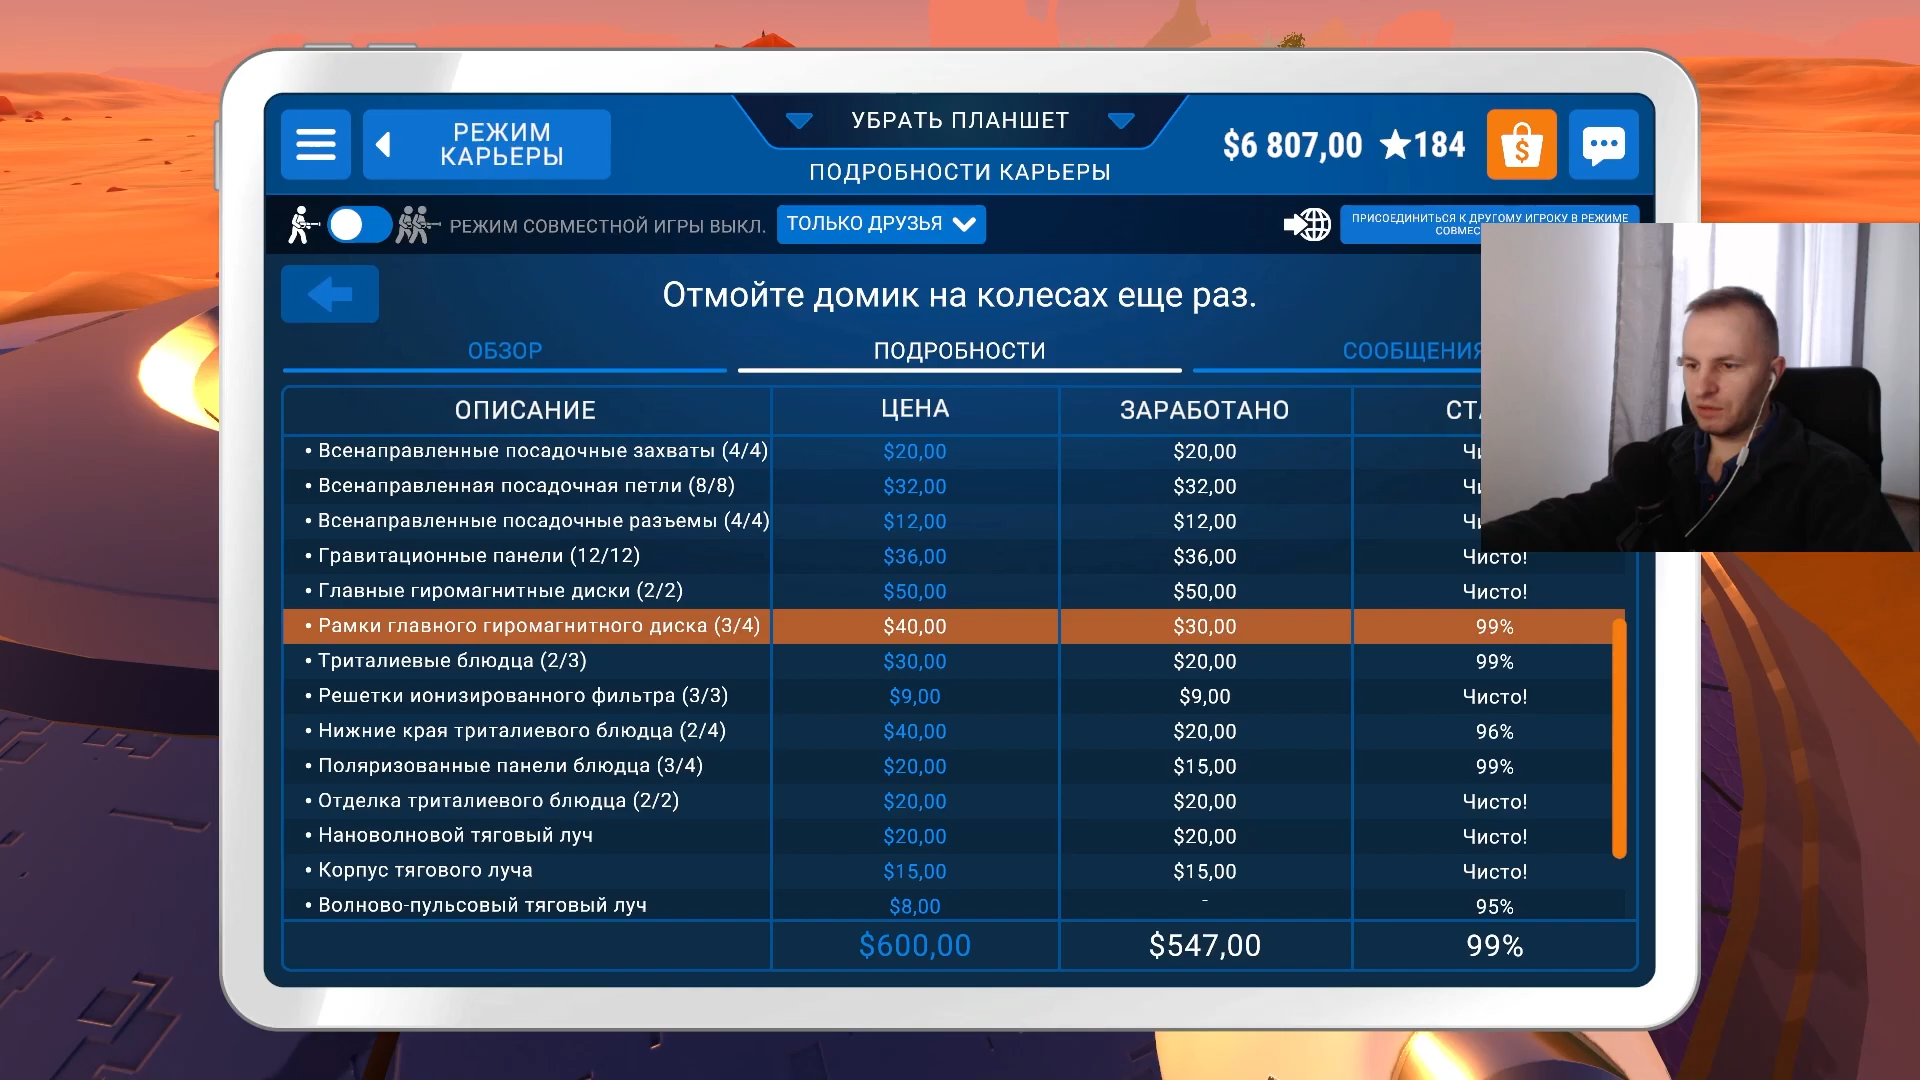 УБРАТЬ ПЛАНШЕТ
РЕЖИМ КАРЬЕРЫ
ПОДРОБНОСТИ КАРЬЕРЫ
$6 807,00 ★184
РЕЖИМ СОВМЕСТНОЙ ИГРЫ ВЫКЛ.
ТОЛЬКО ДРУЗЬЯ
ПРИСОЕДИНИТЬСЯ К ДРУГОМУ ИГРОКУ В РЕЖИМЕ
Отмойте домик на колесах еще раз.
ОБЗОР ПОДРОБНОСТИ СООБЩЕНИЯ
ОПИСАНИЕ ЦЕНА ЗАРАБОТАНО
• Всенаправленные посадочные захваты (4/4) $20,00 $20,00
• Всенаправленная посадочная петли (8/8) $32,00 $32,00
• Всенаправленные посадочные разъемы (4/4) $12,00 $12,00
• Гравитационные панели (12/12) $36,00 $36,00 Чисто!
• Главные гиромагнитные диски (2/2) $50,00 $50,00 Чисто!
• Рамки главного гиромагнитного диска (3/4) $40,00 $30,00 99%
• Триталиевые блюдца (2/3) $30,00 $20,00 99%
• Решетки ионизированного фильтра (3/3) $9,00 $9,00 Чисто!
• Нижние края триталиевого блюдца (2/4) $40,00 $20,00 96%
• Поляризованные панели блюдца (3/4) $20,00 $15,00 99%
• Отделка триталиевого блюдца (2/2) $20,00 $20,00 Чисто!
• Нановолновой тяговый луч $20,00 $20,00 Чисто!
• Корпус тягового луча $15,00 $15,00 Чисто!
• Волново-пульсовый тяговый луч $8,00 - 95%
$600,00 $547,00 99%